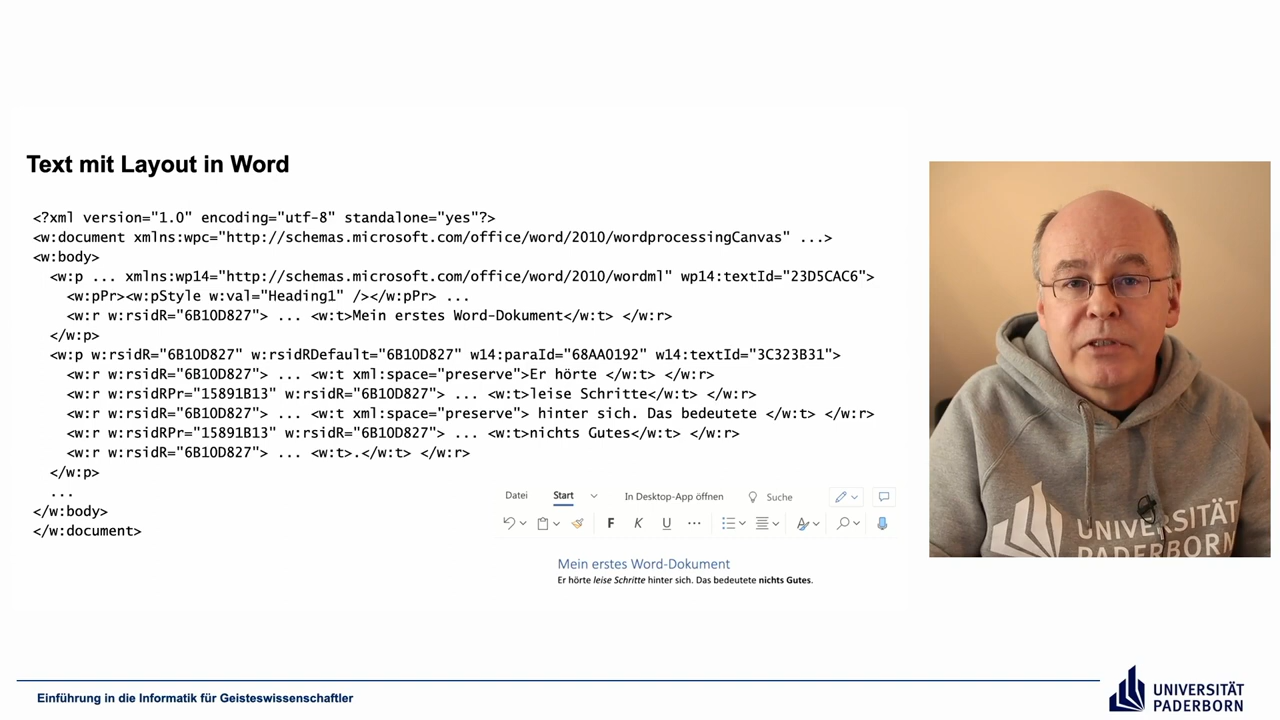 Text mit Layout in Word
<?xml version="1.0" encoding="utf-8" standalone="yes"?>
<w:document xmlns:wpc="http://schemas.microsoft.com/office/word/2010/wordprocessingCanvas" ...>
<w:body>
<w:p ... xmlns:wp14="http://schemas.microsoft.com/office/word/2010/wordml" wp14:textId="23D5CAC6">
<w:pPr><w:pStyle w:val="Heading1" /></w:pPr> ...
<w:r w:rsidR="6B10D827"> ... <w:t>Mein erstes Word-Dokument</w:t> </w:r>
</w:p>
<w:p w:rsidR="6B10D827" w:rsidRDefault="6B10D827" w14:paraId="68AA0192" w14:textId="3C323B31">
<w:r w:rsidR="6B10D827"> ... <w:t xml:space="preserve">Er hörte </w:t> </w:r>
<w:r w:rsidRPr="15891B13" w:rsidR="6B10D827"> ... <w:t>leise Schritte</w:t> </w:r>
<w:r w:rsidR="6B10D827"> ... <w:t xml:space="preserve"> hinter sich. Das bedeutete </w:t> </w:r>
<w:r w:rsidRPr="15891B13" w:rsidR="6B10D827"> ... <w:t>nichts Gutes</w:t> </w:r>
<w:r w:rsidR="6B10D827"> ... <w:t>.</w:t> </w:r>
</w:p>
...
</w:body>
</w:document>
Datei Start In Desktop-App öffnen Suche
F K U ...
Mein erstes Word-Dokument
Er hörte leise Schritte hinter sich. Das bedeutete nichts Gutes.
UNIVERSITÄT
PADERBORN
Einführung in die Informatik für Geisteswissenschaftler
UNIVERSITÄT
PADERBORN